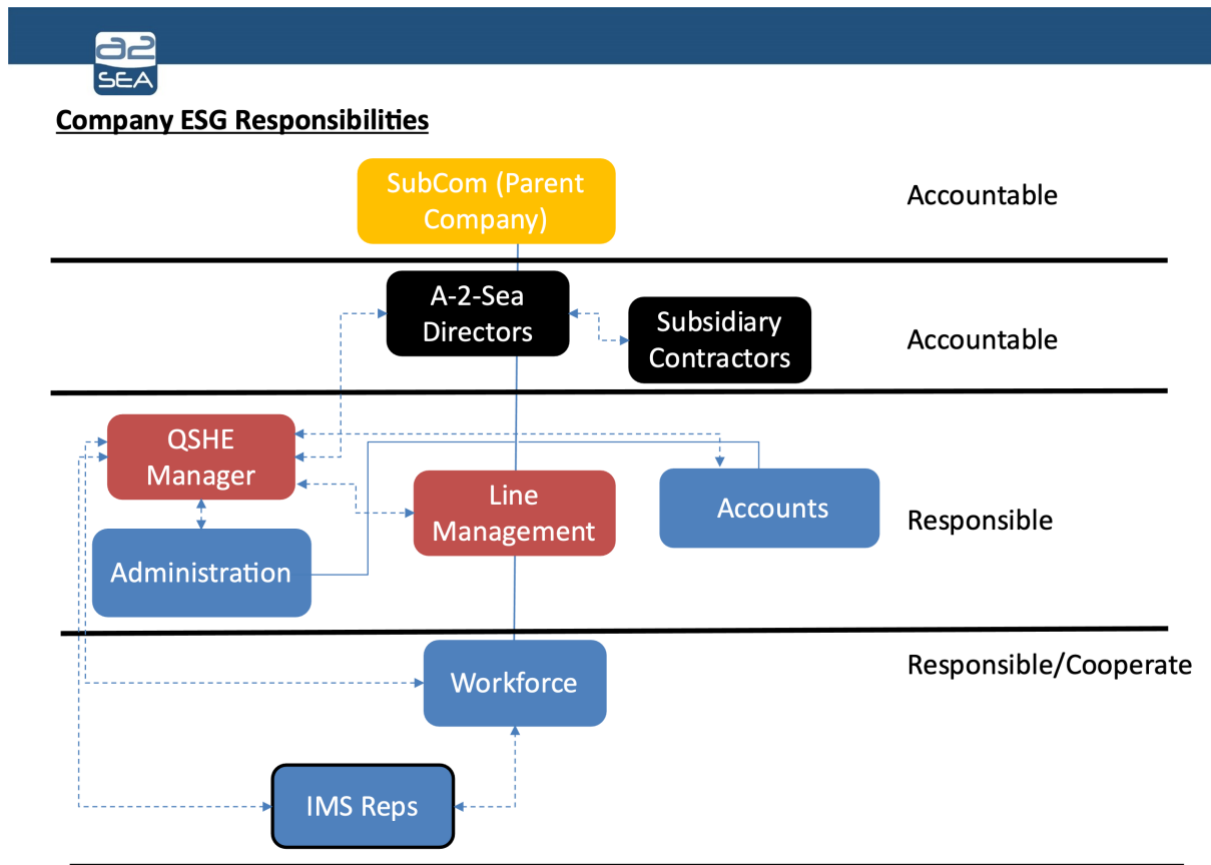 a2
SEA
Company ESG Responsibilities
SubCom (Parent
Company)
Accountable
A-2-Sea
Directors
Subsidiary
Contractors
Accountable
QSHE
Manager
Line
Management
Accounts
Responsible
Administration
Workforce
Responsible/Cooperate
IMS Reps